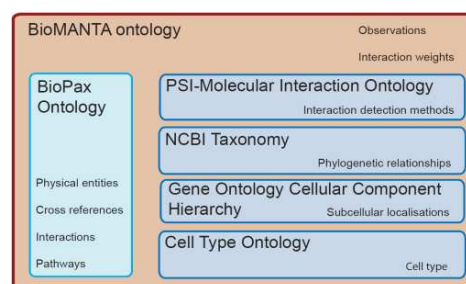 BioMANTA ontology
Observations
Interaction weights
BioPax
Ontology
Physical entities
Cross references
Interactions
Pathways
PSI-Molecular Interaction Ontology
Interaction detection methods
NCBI Taxonomy
Phylogenetic relationships
Gene Ontology Cellular Component
Hierarchy
Subcellular localisations
Cell Type Ontology
Cell type